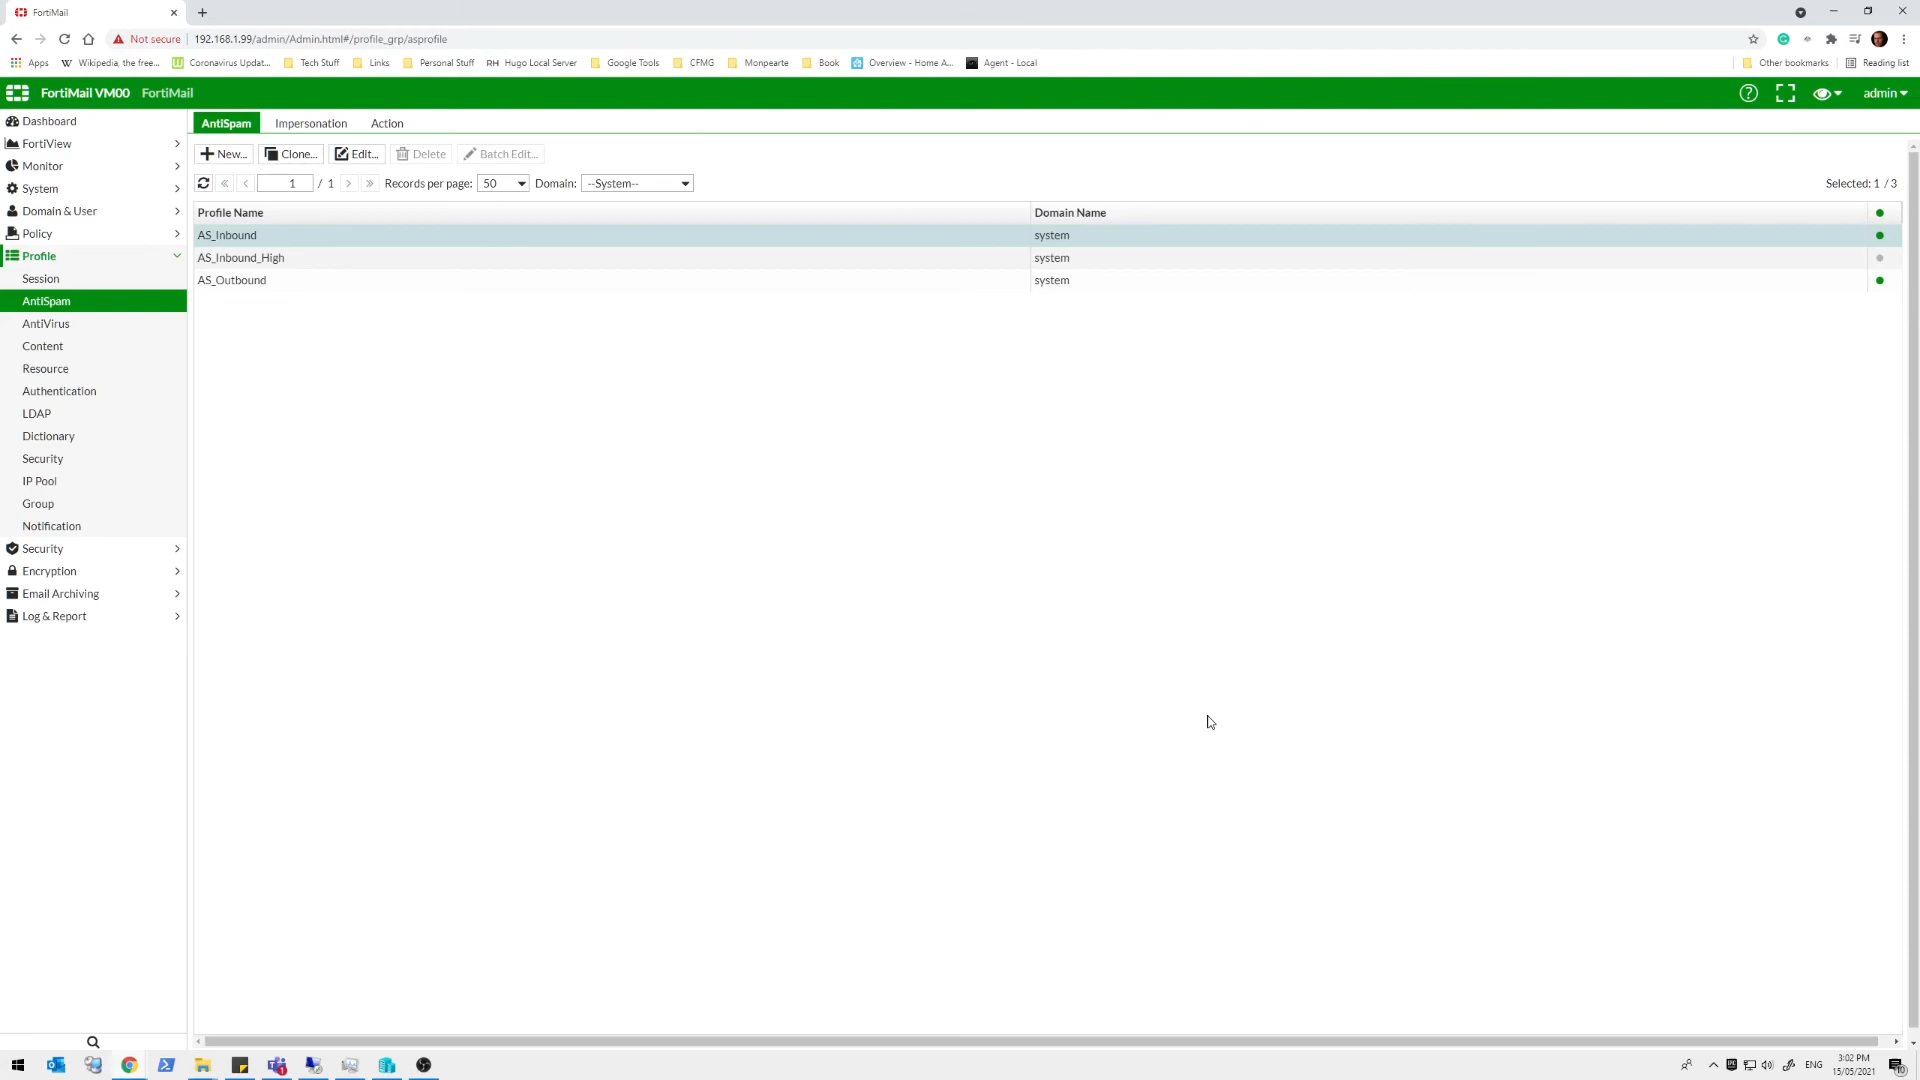 FortiMail
Not secure
192.168.1.99/admin/Admin.html#/profile_grp/asprofile
Apps
Wikipedia, the free...
Coronavirus Updat...
Tech Stuff
Links
Personal Stuff
RH Hugo Local Server
Google Tools
CFMG
Monpearte
Book
Overview - Home A...
Agent - Local
Other bookmarks
Reading list
FortiMail VM00 FortiMail
admin
Dashboard
FortiView
Monitor
System
Domain & User
Policy
Profile
Session
AntiSpam
AntiVirus
Content
Resource
Authentication
LDAP
Dictionary
Security
IP Pool
Group
Notification
Security
Encryption
Email Archiving
Log & Report
AntiSpam Impersonation Action
New... Clone... Edit... Delete Batch Edit...
1 / 1 Records per page: 50 Domain: --System-- Selected: 1 / 3
Profile Name Domain Name
AS_Inbound system
AS_Inbound_High system
AS_Outbound system
ENG
3:02 PM
15/05/2021